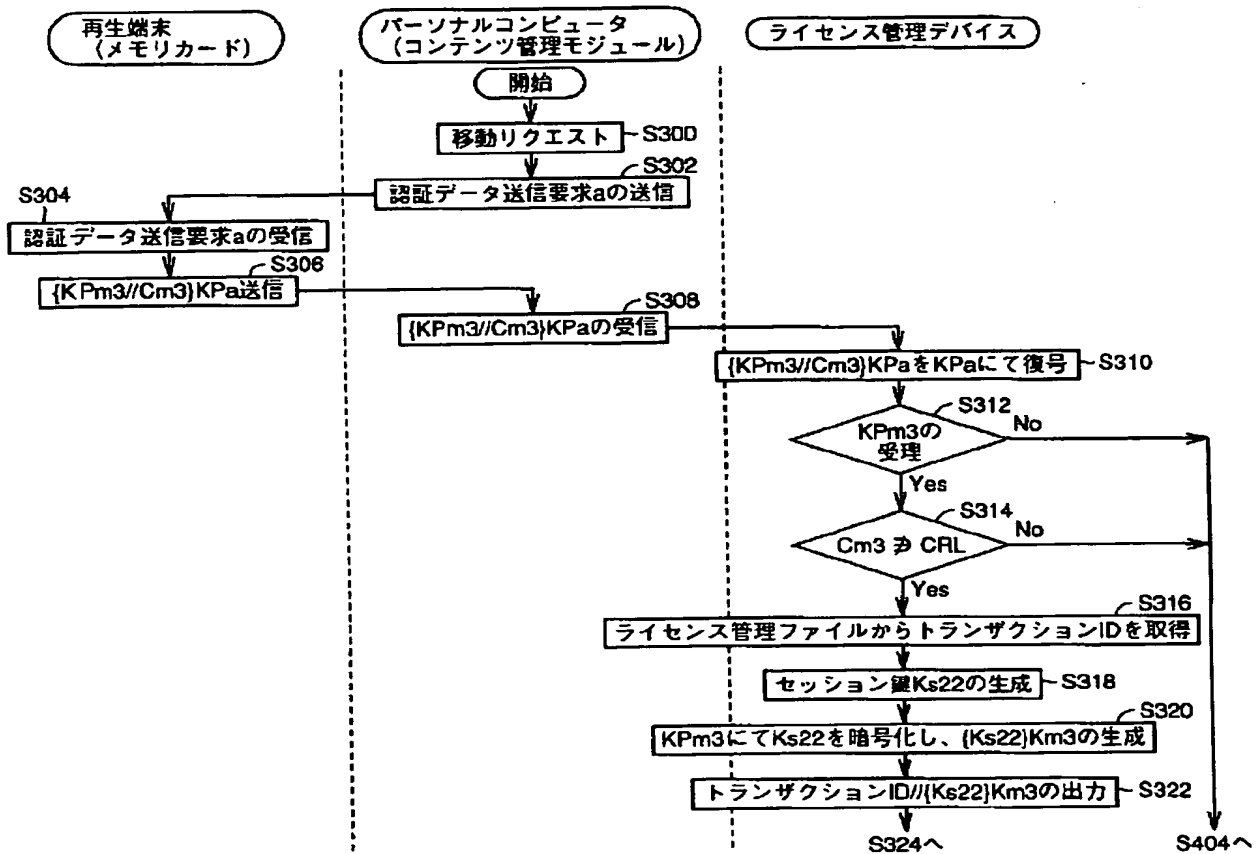 再生端末
(メモリカード)
パーソナルコンピュータ
(コンテンツ管理モジュール)
ライセンス管理デバイス
開始
移動リクエスト
S300
S302
認証データ送信要求aの送信
S304
認証データ送信要求aの受信
S306
{KPm3//Cm3}KPa送信
S308
{KPm3//Cm3}KPaの受信
{KPm3//Cm3}KPaをKPaにて復号
S310
S312
KPm3の
受理
No
Yes
S314
Cm3 ∌ CRL
No
Yes
S316
ライセンス管理ファイルからトランザクションIDを取得
セッション鍵Ks22の生成
S318
S320
KPm3にてKs22を暗号化し、{Ks22}Km3の生成
トランザクションID//{Ks22}Km3の出力
S322
S324へ
S404へ